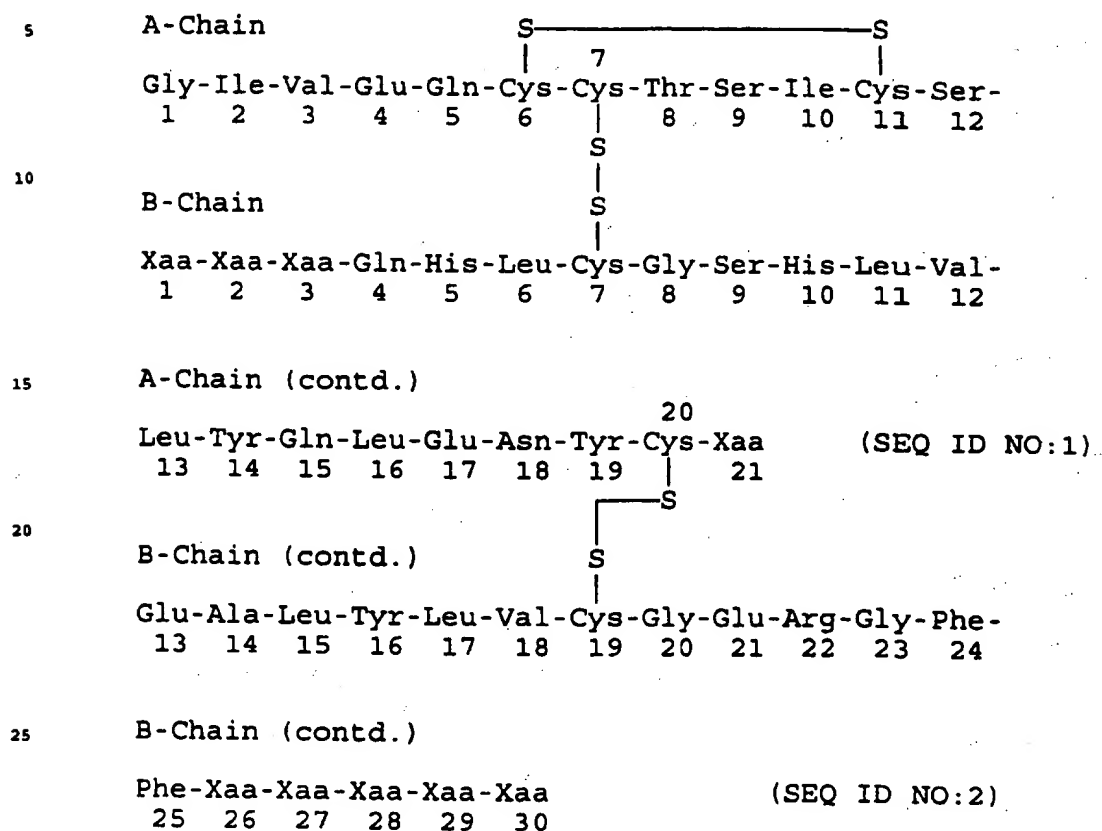 5 A-Chain S S
7
Gly-Ile-Val-Glu-Gln-Cys-Cys-Thr-Ser-Ile-Cys-Ser-
1 2 3 4 5 6 7 8 9 10 11 12
S
10
S
B-Chain
Xaa-Xaa-Xaa-Gln-His-Leu-Cys-Gly-Ser-His-Leu-Val-
1 2 3 4 5 6 7 8 9 10 11 12
15 A-Chain (contd.)
20
Leu-Tyr-Gln-Leu-Glu-Asn-Tyr-Cys-Xaa (SEQ ID NO:1)
13 14 15 16 17 18 19 21
S
20
B-Chain (contd.) S
Glu-Ala-Leu-Tyr-Leu-Val-Cys-Gly-Glu-Arg-Gly-Phe-
13 14 15 16 17 18 19 20 21 22 23 24
25 B-Chain (contd.)
Phe-Xaa-Xaa-Xaa-Xaa-Xaa (SEQ ID NO:2)
25 26 27 28 29 30